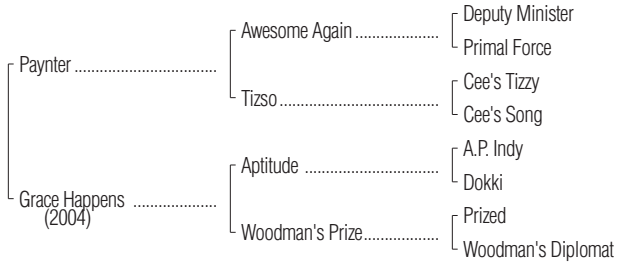 Deputy Minister
Awesome Again ....................
Primal Force
Paynter ..................................
Cee's Tizzy
Tizso......................................
Cee's Song
A.P. Indy
Aptitude ................................
Dokki
Grace Happens ....................
(2004)
Prized
Woodman's Prize..................
Woodman's Diplomat